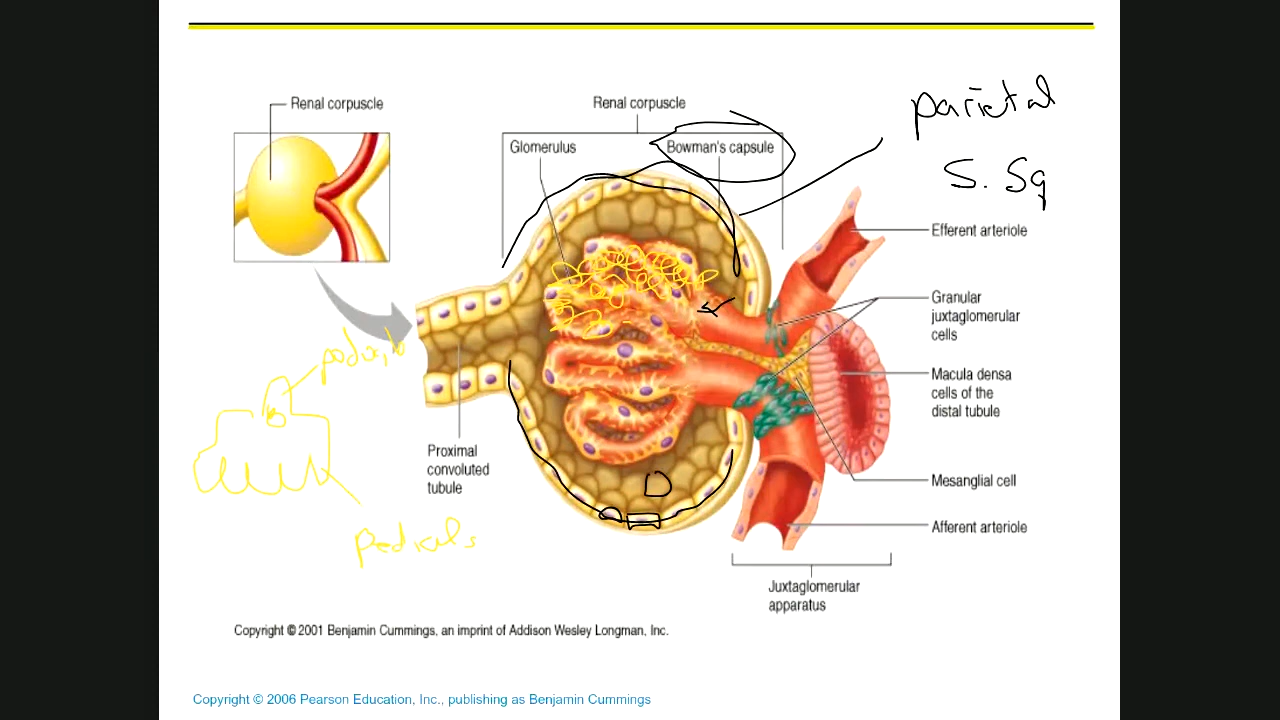 Renal corpuscle
Renal corpuscle
Glomerulus
Bowman's capsule
parietal
S. Sq
Efferent arteriole
Granular
juxtaglomerular
cells
Macula densa
cells of the
distal tubule
Mesanglial cell
Afferent arteriole
Proximal
convoluted
tubule
Juxtaglomerular
apparatus
Copyright © 2001 Benjamin Cummings, an imprint of Addison Wesley Longman, Inc.
Copyright © 2006 Pearson Education, Inc., publishing as Benjamin Cummings